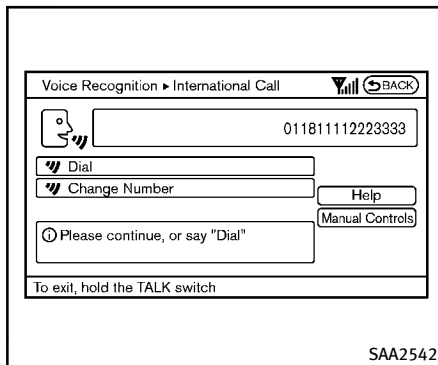 Voice Recognition ▸ International Call
BACK
011811112223333
Dial
Change Number
Help
Manual Controls
Please continue, or say "Dial"
To exit, hold the TALK switch
SAA2542